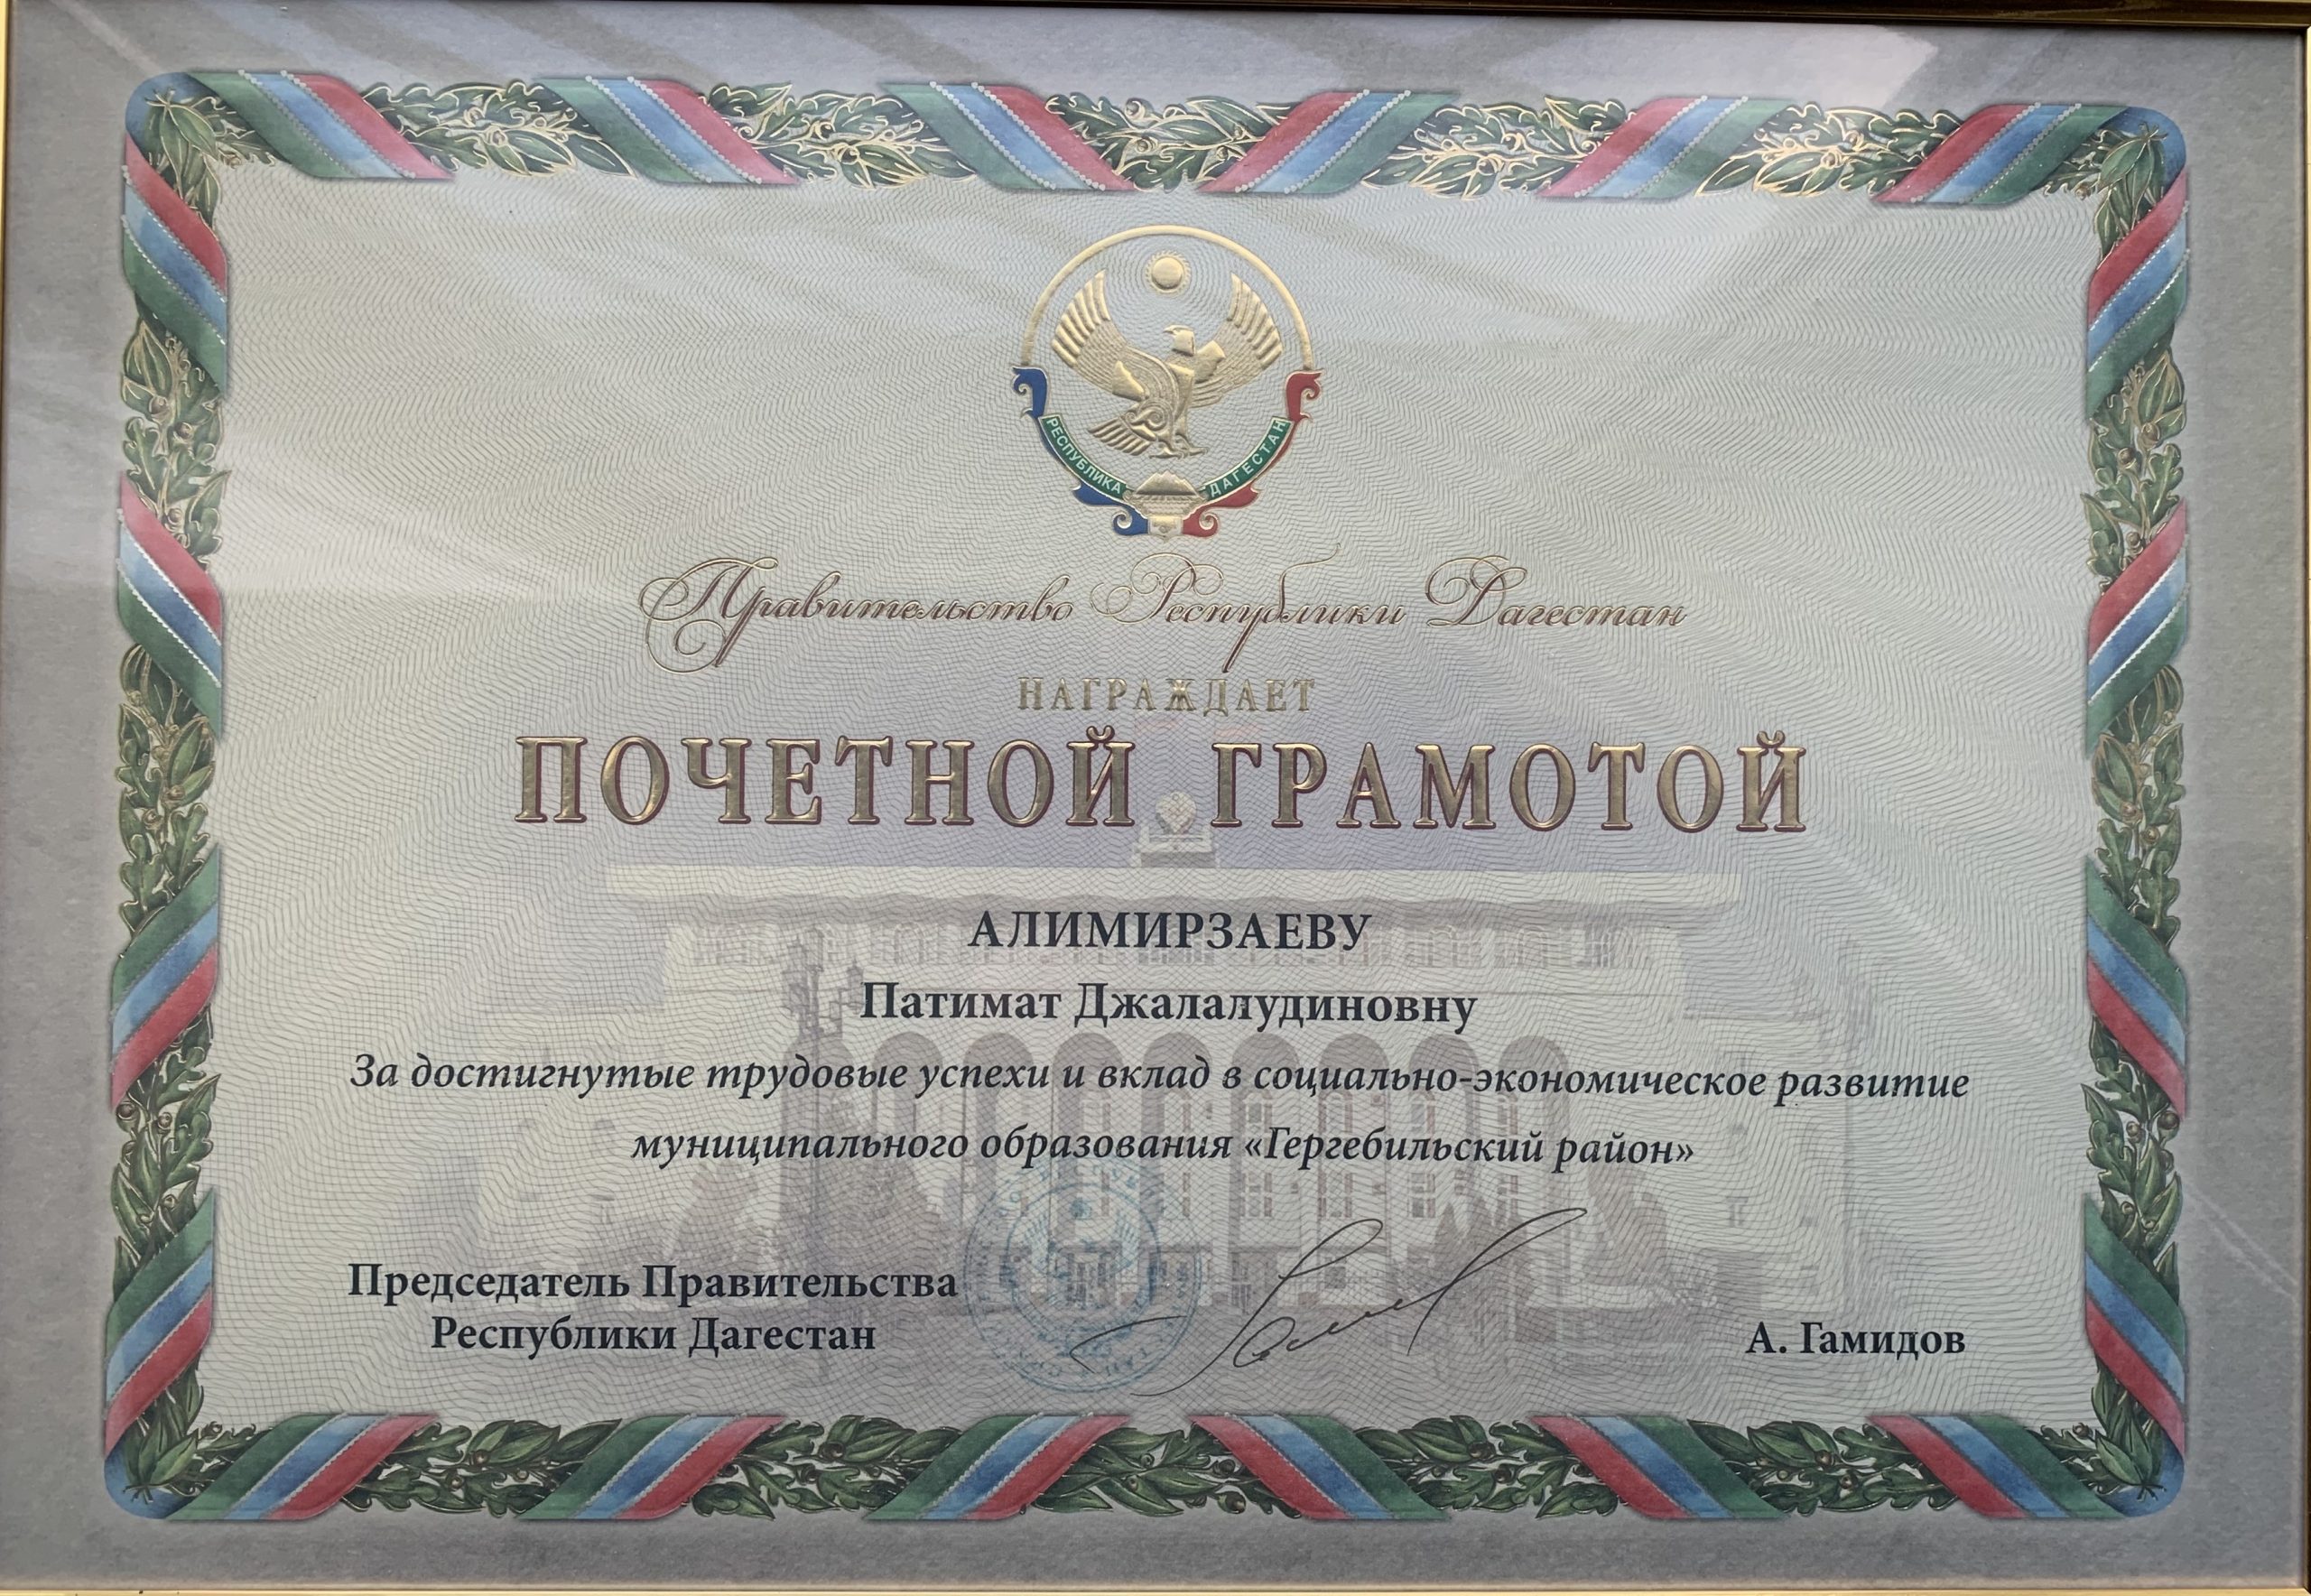 РЕСПУБЛИКА ДАГЕСТАН
Правительство Республики Дагестан
НАГРАЖДАЕТ
ПОЧЕТНОЙ ГРАМОТОЙ
АЛИМИРЗАЕВУ
Патимат Джалалудиновну
За достигнутые трудовые успехи и вклад в социально-экономическое развитие
муниципального образования «Гергебильский район»
Председатель Правительства
Республики Дагестан
А. Гамидов